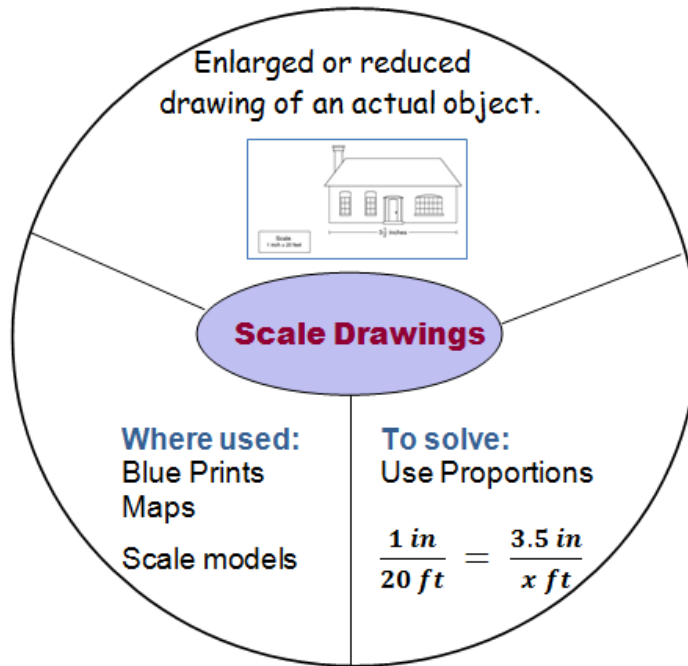 Enlarged or reduced
drawing of an actual object.
Scale
1 inch = 20 feet
3½ inches
Scale Drawings
Where used:
Blue Prints
Maps
Scale models
To solve:
Use Proportions
1 in / 20 ft = 3.5 in / x ft